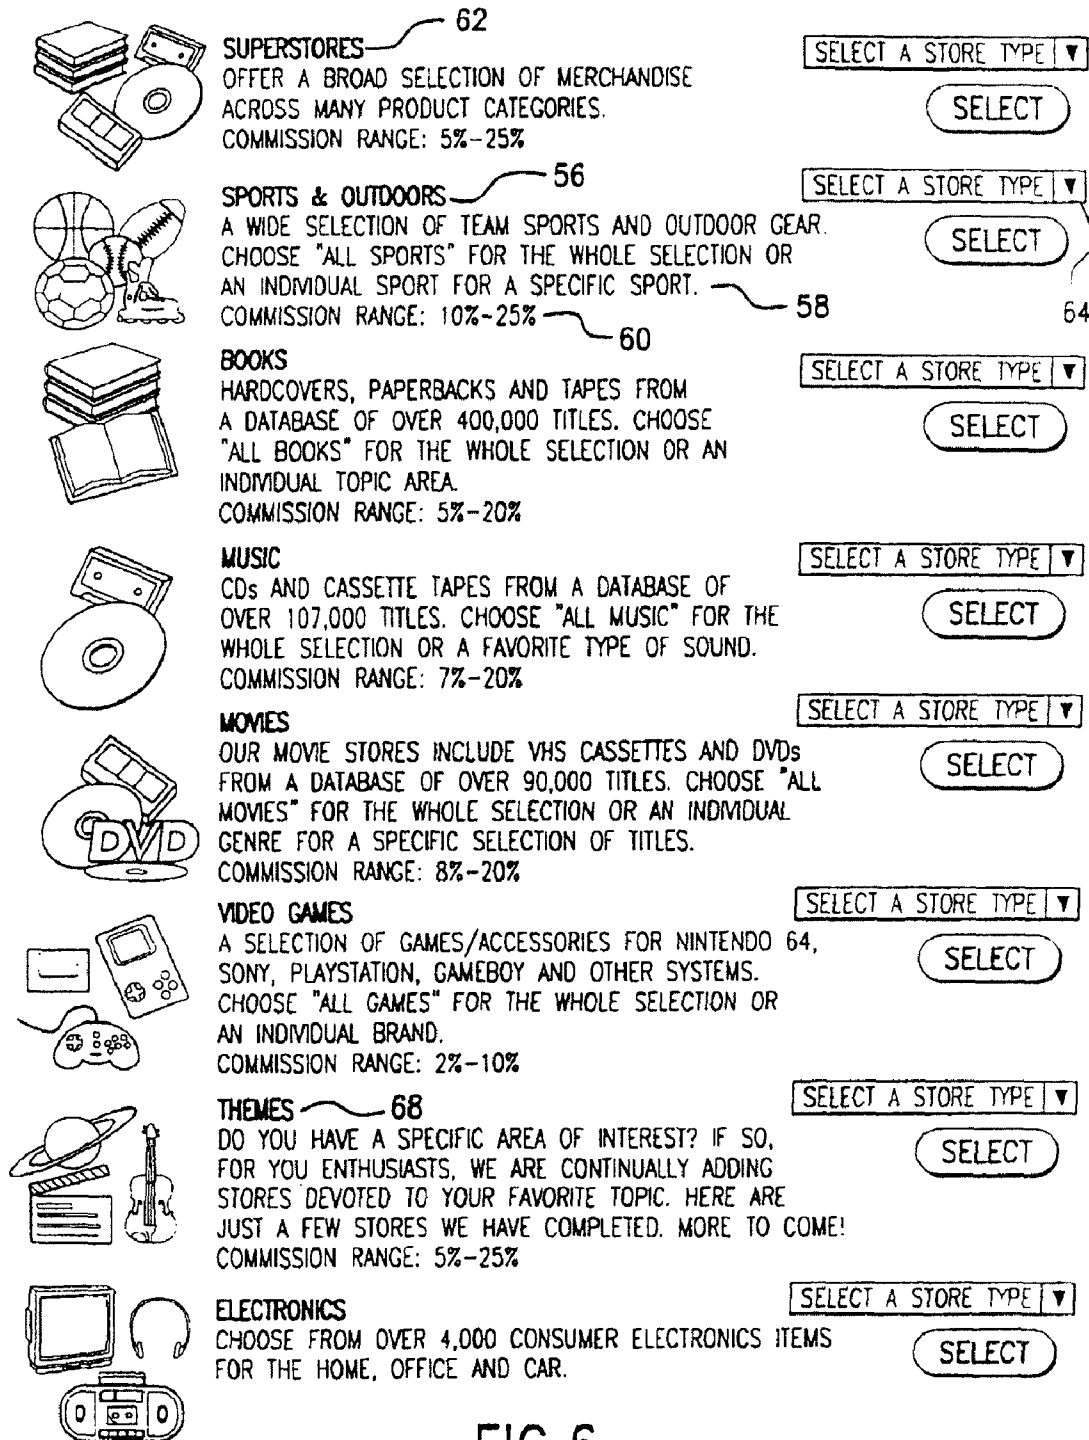 62
SUPERSTORES
SELECT A STORE TYPE ▼
OFFER A BROAD SELECTION OF MERCHANDISE
ACROSS MANY PRODUCT CATEGORIES.
SELECT
COMMISSION RANGE: 5%-25%
56
SPORTS & OUTDOORS
SELECT A STORE TYPE ▼
A WIDE SELECTION OF TEAM SPORTS AND OUTDOOR GEAR.
SELECT
CHOOSE "ALL SPORTS" FOR THE WHOLE SELECTION OR
AN INDIVIDUAL SPORT FOR A SPECIFIC SPORT.
58
64
COMMISSION RANGE: 10%-25%
60
BOOKS
SELECT A STORE TYPE ▼
HARDCOVERS, PAPERBACKS AND TAPES FROM
A DATABASE OF OVER 400,000 TITLES. CHOOSE
SELECT
"ALL BOOKS" FOR THE WHOLE SELECTION OR AN
INDIVIDUAL TOPIC AREA.
COMMISSION RANGE: 5%-20%
MUSIC
SELECT A STORE TYPE ▼
CDs AND CASSETTE TAPES FROM A DATABASE OF
OVER 107,000 TITLES. CHOOSE "ALL MUSIC" FOR THE
SELECT
WHOLE SELECTION OR A FAVORITE TYPE OF SOUND.
COMMISSION RANGE: 7%-20%
MOVIES
SELECT A STORE TYPE ▼
OUR MOVIE STORES INCLUDE VHS CASSETTES AND DVDs
FROM A DATABASE OF OVER 90,000 TITLES. CHOOSE "ALL
SELECT
MOVIES" FOR THE WHOLE SELECTION OR AN INDIVIDUAL
GENRE FOR A SPECIFIC SELECTION OF TITLES.
DVD
COMMISSION RANGE: 8%-20%
VIDEO GAMES
SELECT A STORE TYPE ▼
A SELECTION OF GAMES/ACCESSORIES FOR NINTENDO 64,
SONY, PLAYSTATION, GAMEBOY AND OTHER SYSTEMS.
SELECT
CHOOSE "ALL GAMES" FOR THE WHOLE SELECTION OR
AN INDIVIDUAL BRAND.
COMMISSION RANGE: 2%-10%
THEMES
68
SELECT A STORE TYPE ▼
DO YOU HAVE A SPECIFIC AREA OF INTEREST? IF SO,
FOR YOU ENTHUSIASTS, WE ARE CONTINUALLY ADDING
SELECT
STORES DEVOTED TO YOUR FAVORITE TOPIC. HERE ARE
JUST A FEW STORES WE HAVE COMPLETED. MORE TO COME!
COMMISSION RANGE: 5%-25%
ELECTRONICS
SELECT A STORE TYPE ▼
CHOOSE FROM OVER 4,000 CONSUMER ELECTRONICS ITEMS
FOR THE HOME, OFFICE AND CAR.
SELECT
FIG. 6